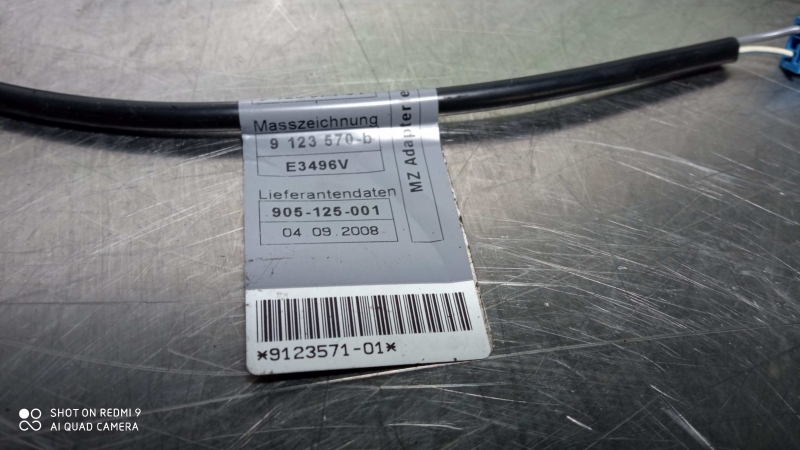 Masszeichnung
9 123 570-b
E3496V
Lieferantendaten
905-125-001
04 09.2008
MZ Adapter
*9123571-01*
SHOT ON REDMI 9
AI QUAD CAMERA